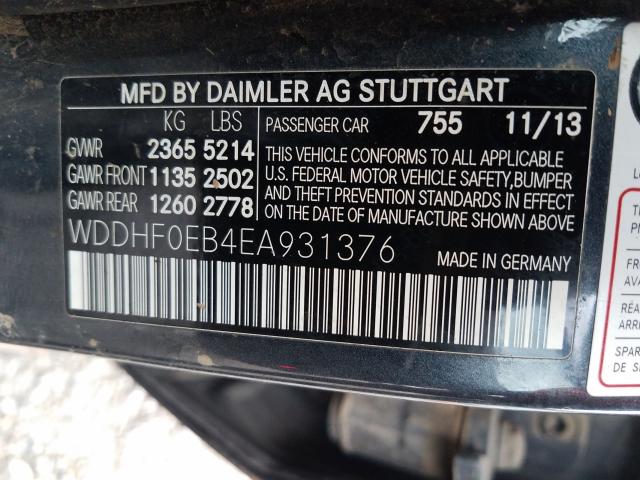 MFD BY DAIMLER AG STUTTGART
KG LBS
GVWR 2365 5214
GAWR FRONT 1135 2502
GAWR REAR 1260 2778
PASSENGER CAR 755 11/13
THIS VEHICLE CONFORMS TO ALL APPLICABLE
U.S. FEDERAL MOTOR VEHICLE SAFETY,BUMPER
AND THEFT PREVENTION STANDARDS IN EFFECT
ON THE DATE OF MANUFACTURE SHOWN ABOVE
WDDHF0EB4EA931376 MADE IN GERMANY